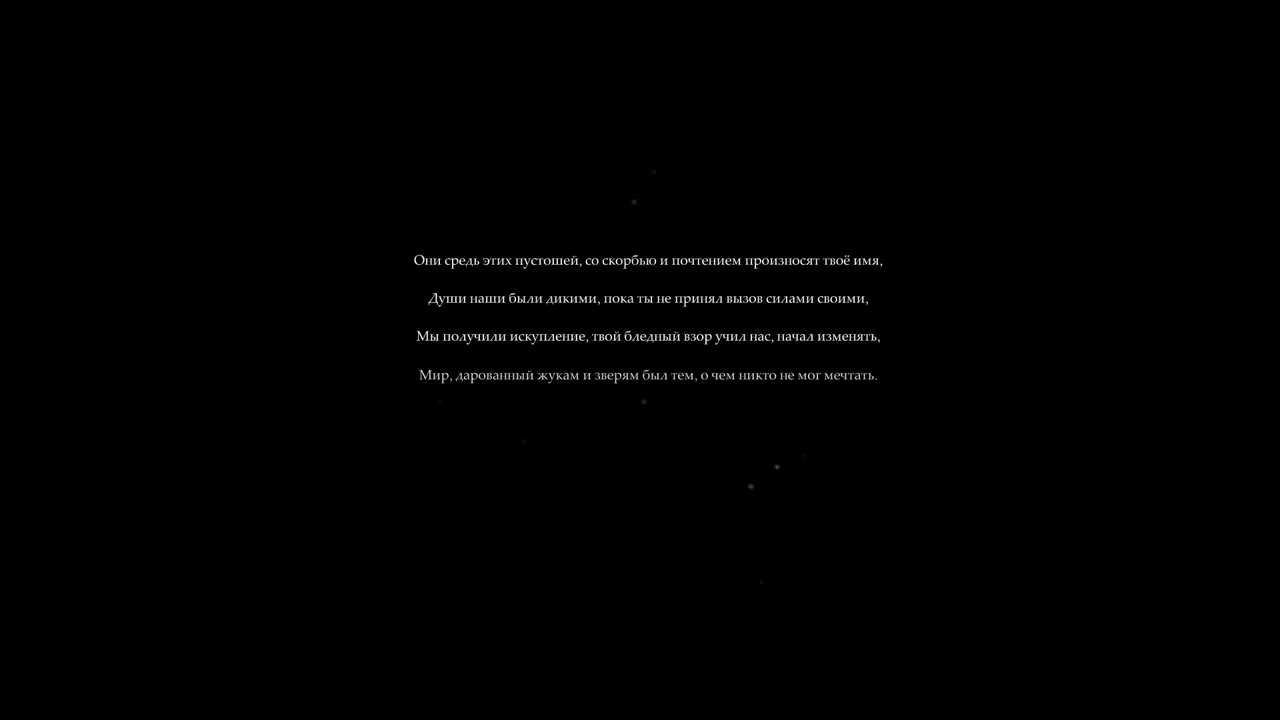 Они средь этих пустошей, со скорбью и почтением произносят твоё имя,
Души наши были дикими, пока ты не принял вызов силами своими,
Мы получили искупление, твой бледный взор учил нас, начал изменять,
Мир, дарованный жукам и зверям был тем, о чем никто не мог мечтать.